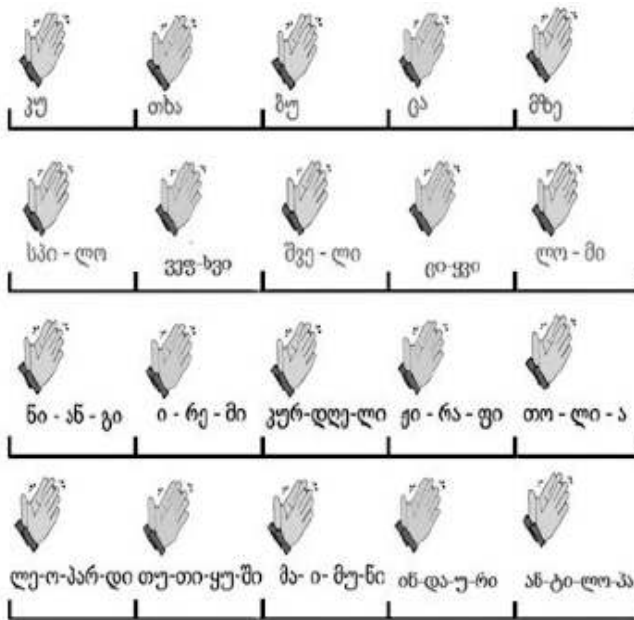 კუ თხა ბუ ცა მზე
სპი - ლო ვეფ-ხვი შვე - ლი ცი-ყვი ლო - მი
ნი - ან - გი ი - რე - მი კურ-დღე-ლი ჟი - რა - ფი თო - ლი - ა
ლე-ო-პარ-დი თუ-თი-ყუ-ში მა- ი - მუ-ნი ინ-და-უ-რი ან-ტი-ლო-პა